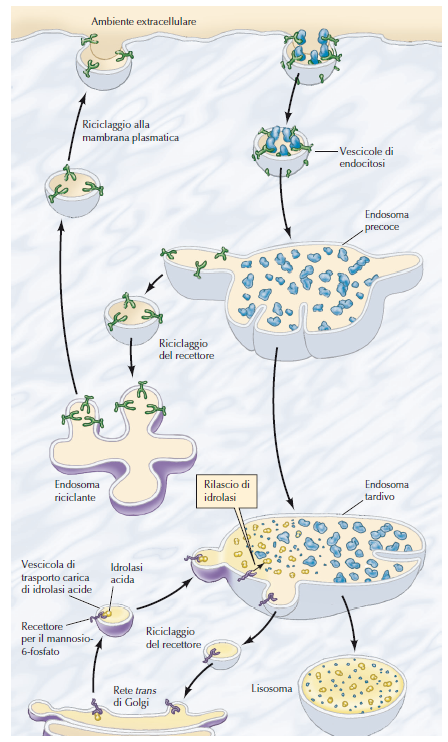 Ambiente extracellulare
Riciclaggio alla
mambrana plasmatica
Vescicole di
endocitosi
Endosoma
precoce
Riciclaggio
del recettore
Endosoma
riciclante
Rilascio di
idrolasi
Endosoma
tardivo
Vescicola di
trasporto carica
di idrolasi acide
Idrolasi
acida
Recettore
per il mannosio-
6-fosfato
Riciclaggio
del recettore
Rete trans
di Golgi
Lisosoma